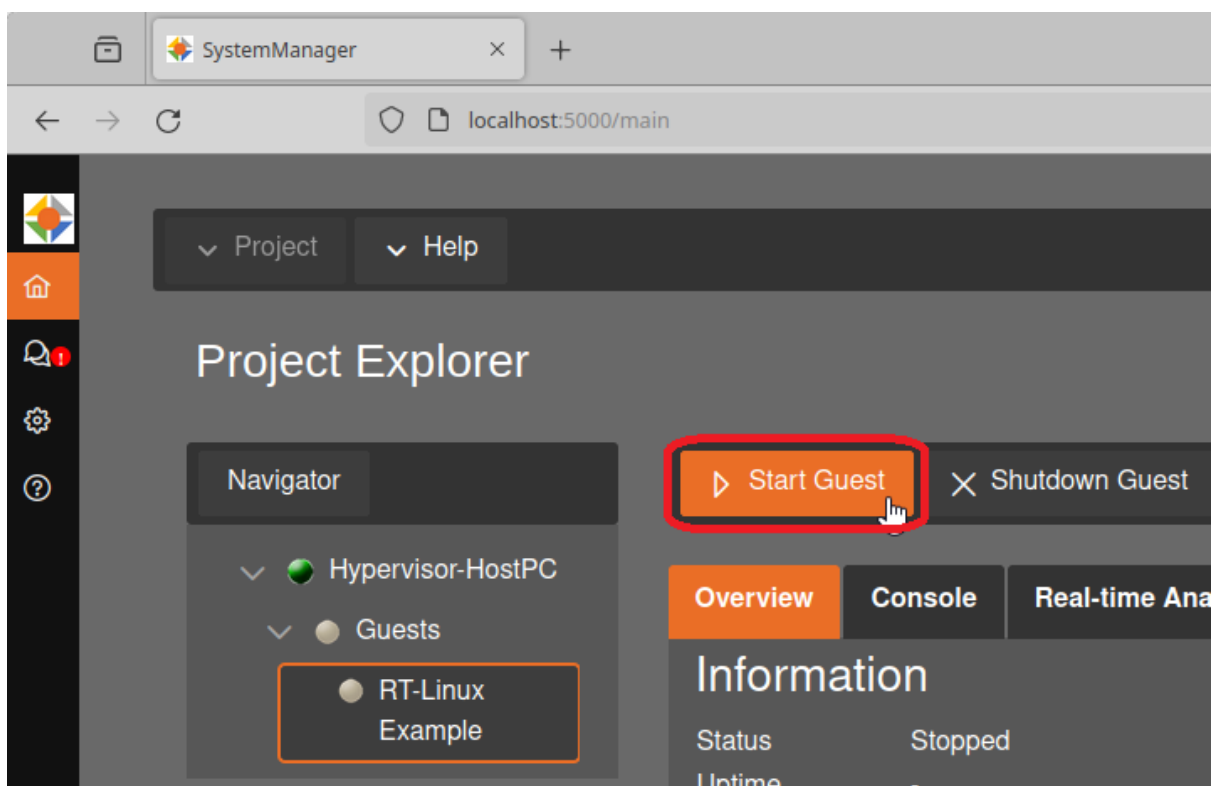 SystemManager
localhost:5000/main
Project Help
Project Explorer
Navigator
Start Guest Shutdown Guest
Hypervisor-HostPC
Guests
RT-Linux
Example
Overview Console Real-time Ana
Information
Status Stopped
Uptime -